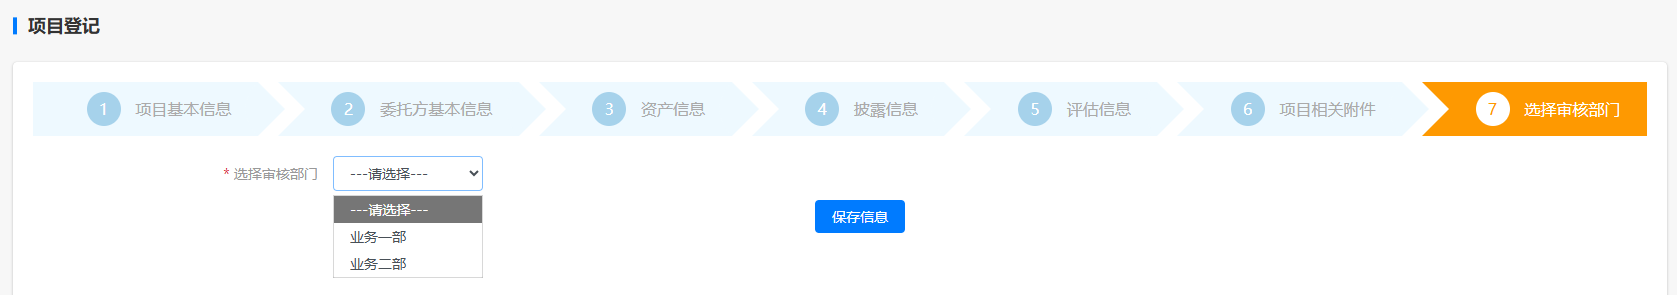 项目登记
1 项目基本信息 2 委托方基本信息 3 资产信息 4 披露信息 5 评估信息 6 项目相关附件 7 选择审核部门
* 选择审核部门 ---请选择---
---请选择---
保存信息
业务一部
业务二部